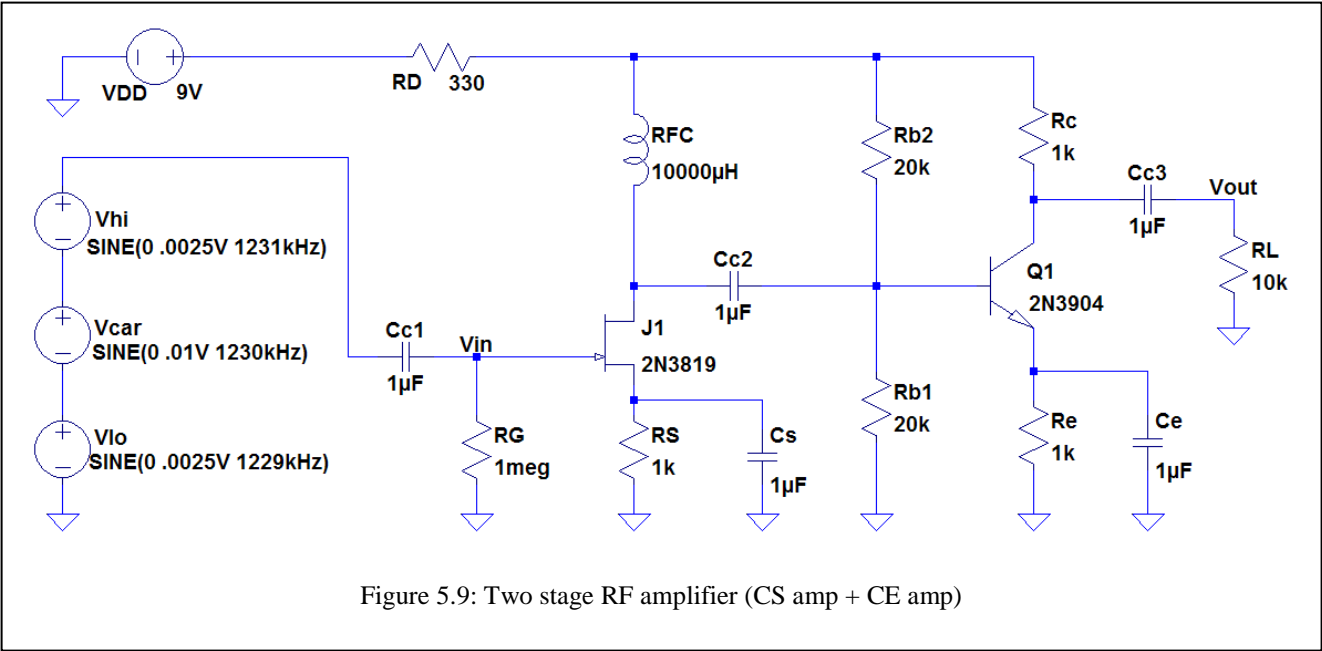 VDD 9V
RD 330
RFC
10000µH
Rb2
20k
Rc
1k
Vhi
SINE(0 .0025V 1231kHz)
Vcar
SINE(0 .01V 1230kHz)
Vlo
SINE(0 .0025V 1229kHz)
Cc1
1µF
Vin
RG
1meg
J1
2N3819
RS
1k
Cs
1µF
Cc2
1µF
Rb1
20k
Cc3
1µF
Vout
RL
10k
Q1
2N3904
Re
1k
Ce
1µF
Figure 5.9: Two stage RF amplifier (CS amp + CE amp)